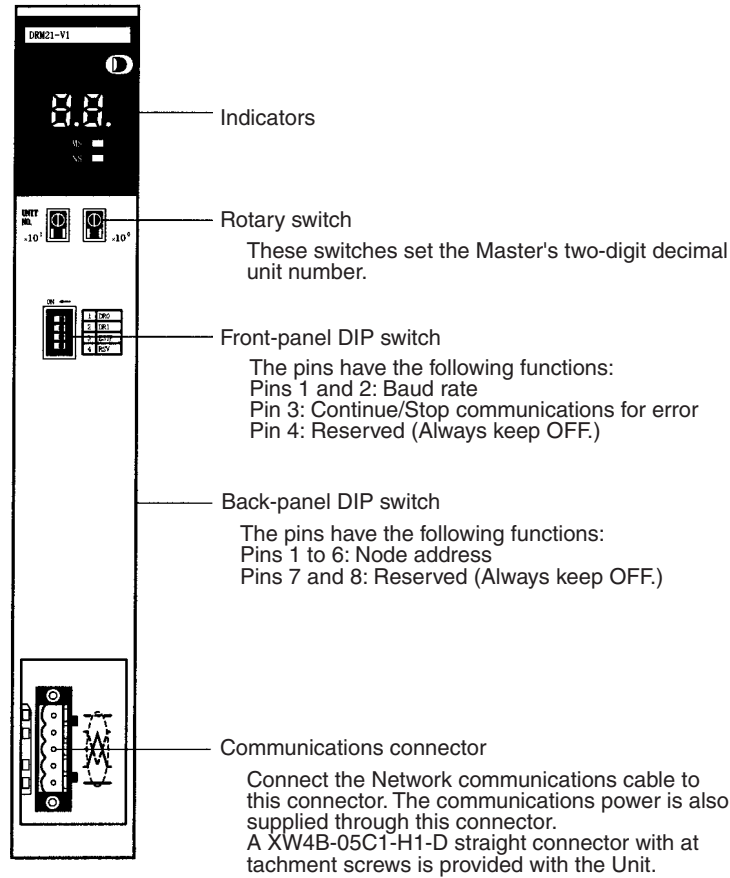 DRM21-V1
8.8.
MS
NS
Indicators
UNIT
NO.
×10¹
×10⁰
Rotary switch
These switches set the Master's two-digit decimal
unit number.
ON
1 DR0
2 DR1
3
4 RSV
Front-panel DIP switch
The pins have the following functions:
Pins 1 and 2: Baud rate
Pin 3: Continue/Stop communications for error
Pin 4: Reserved (Always keep OFF.)
Back-panel DIP switch
The pins have the following functions:
Pins 1 to 6: Node address
Pins 7 and 8: Reserved (Always keep OFF.)
Communications connector
Connect the Network communications cable to
this connector. The communications power is also
supplied through this connector.
A XW4B-05C1-H1-D straight connector with at
tachment screws is provided with the Unit.